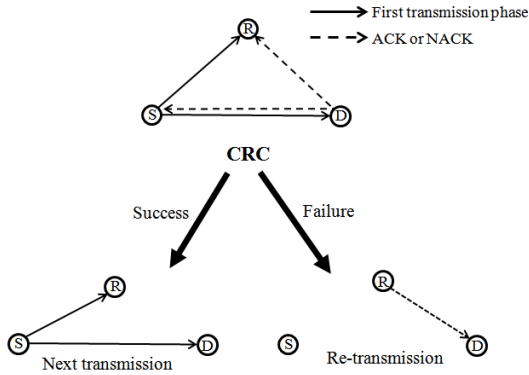 First transmission phase
ACK or NACK
R
S
D
CRC
Success
Failure
R
R
S
D
S
D
Next transmission
Re-transmission